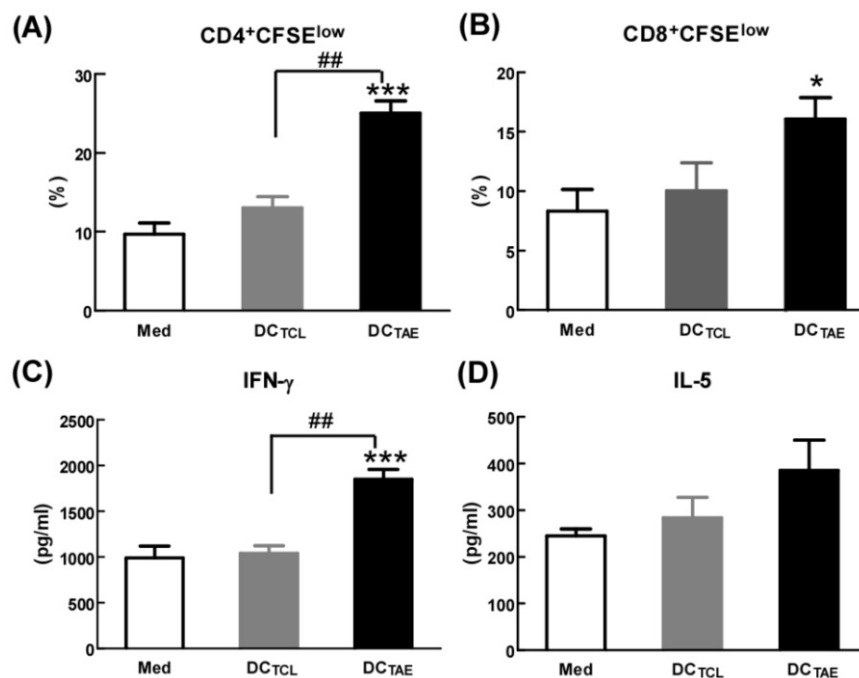 (A)
CD4⁺CFSEˡᵒʷ
##
***
30
20
10
0
(%)
Med
DCTCL
DCTAE
(B)
CD8⁺CFSEˡᵒʷ
*
20
15
10
5
0
(%)
Med
DCTCL
DCTAE
(C)
IFN-γ
##
***
2500
2000
1500
1000
500
0
(pg/ml)
Med
DCTCL
DCTAE
(D)
IL-5
500
400
300
200
100
0
(pg/ml)
Med
DCTCL
DCTAE